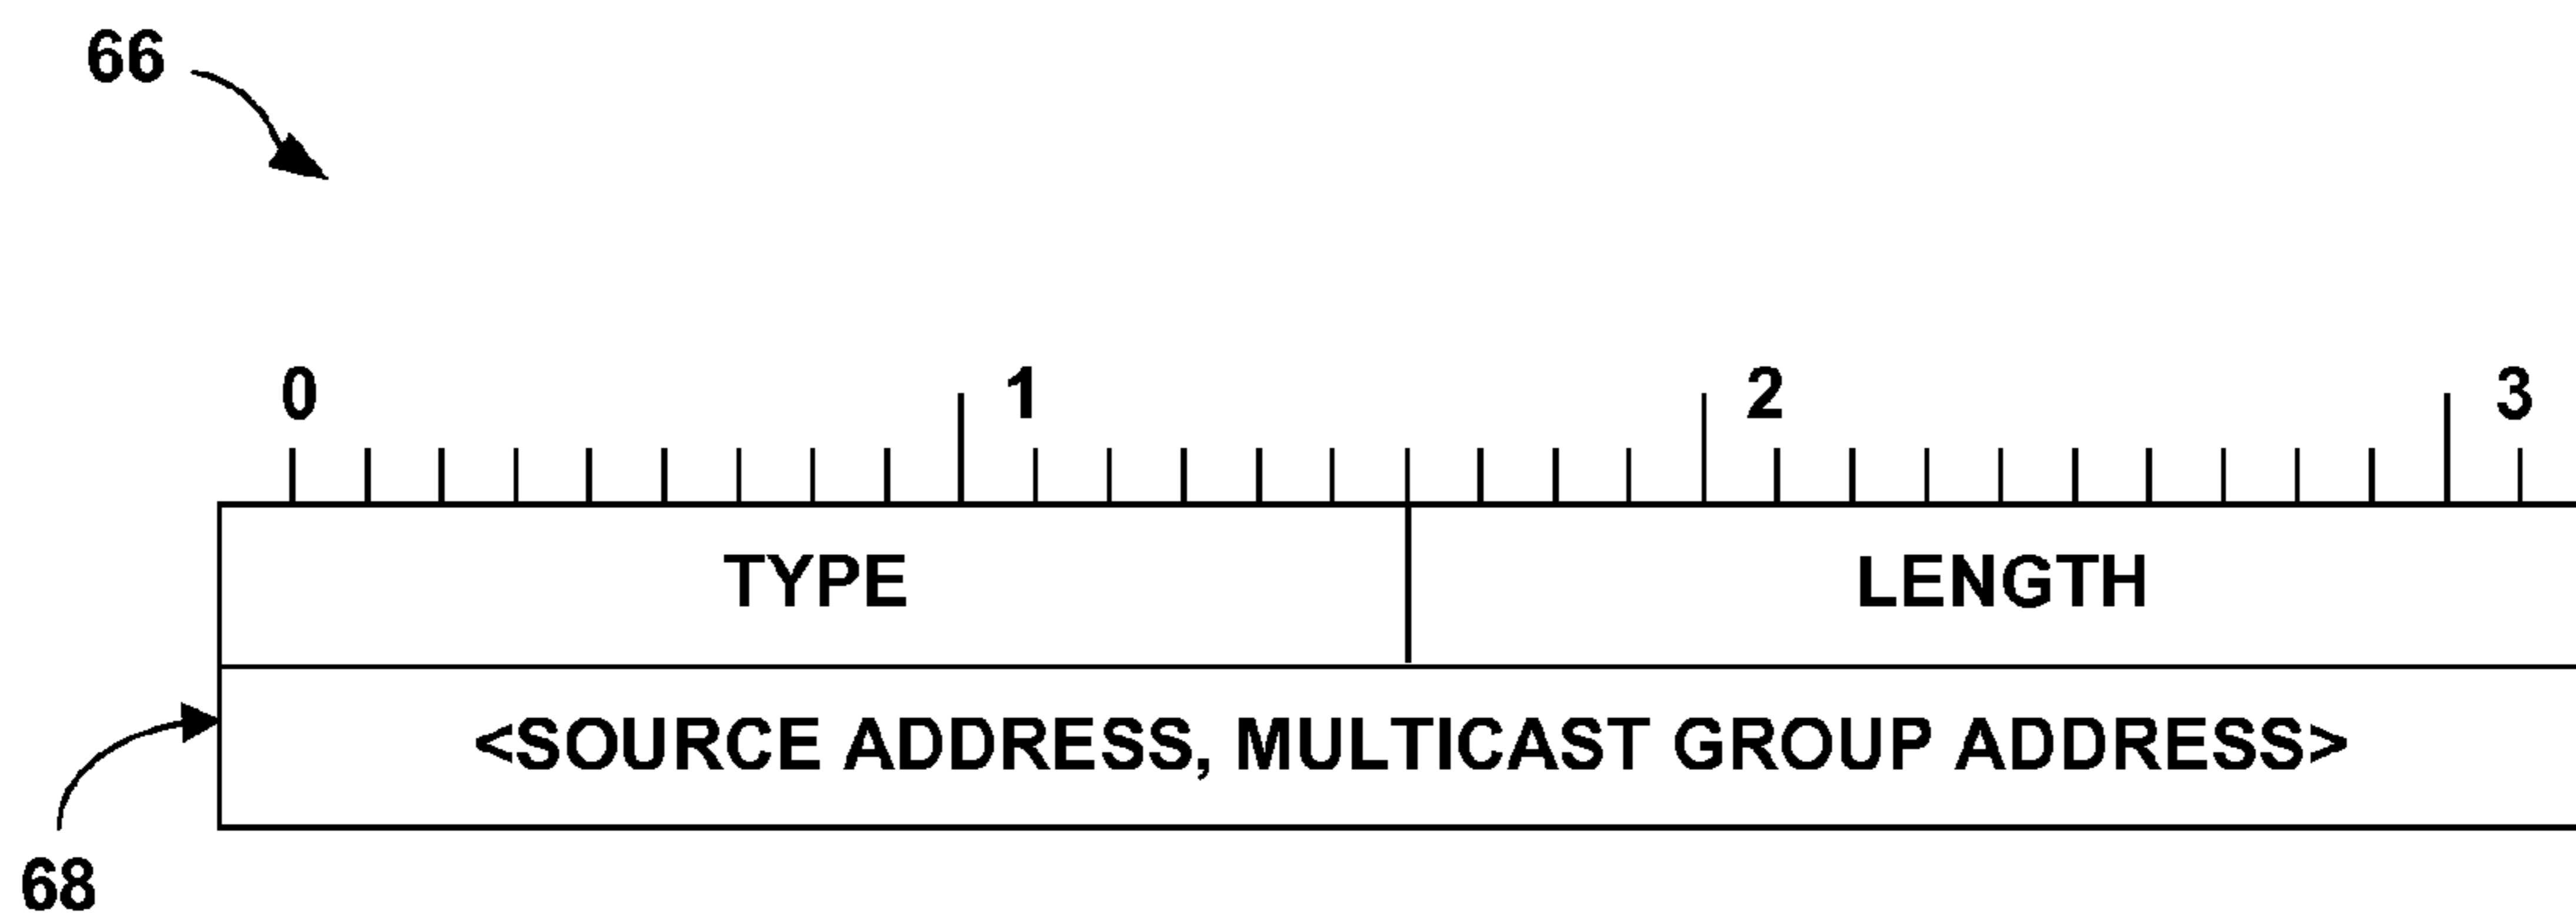 66
0 1 2 3
TYPE LENGTH
<SOURCE ADDRESS, MULTICAST GROUP ADDRESS>
68